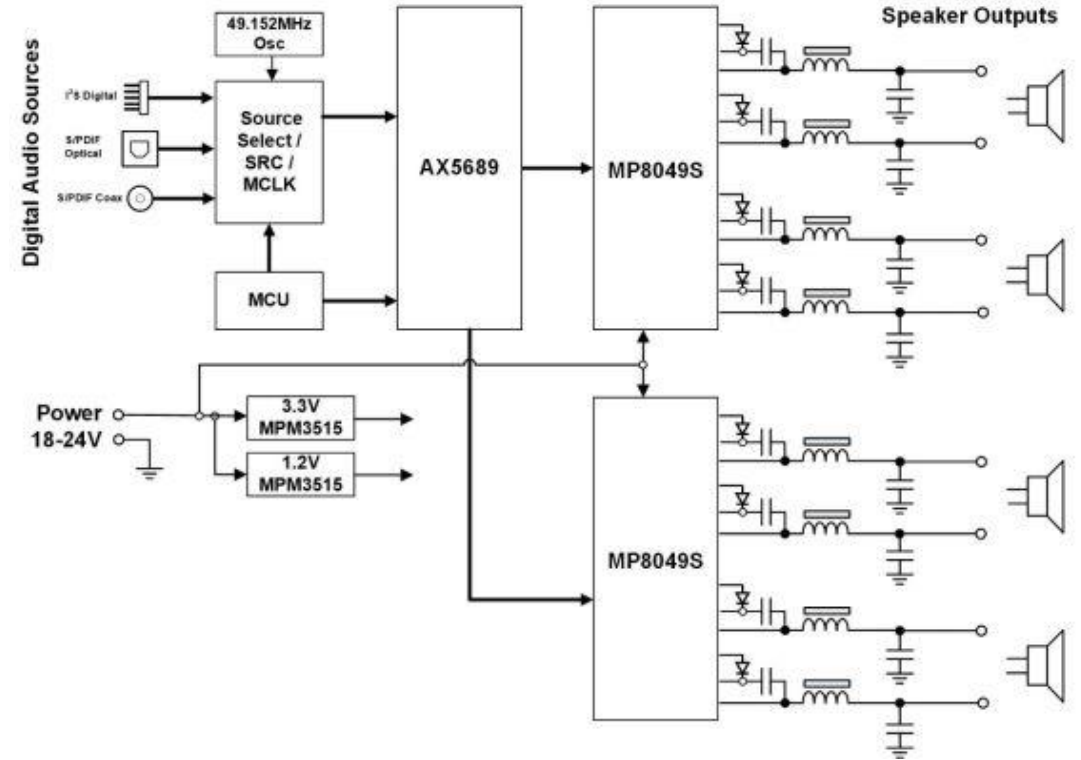 Digital Audio Sources
49.152MHz
Osc
I²S Digital
S/PDIF
Optical
S/PDIF Coax
Source
Select /
SRC /
MCLK
MCU
AX5689
MP8049S
Speaker Outputs
Power
18-24V
3.3V
MPM3515
1.2V
MPM3515
MP8049S